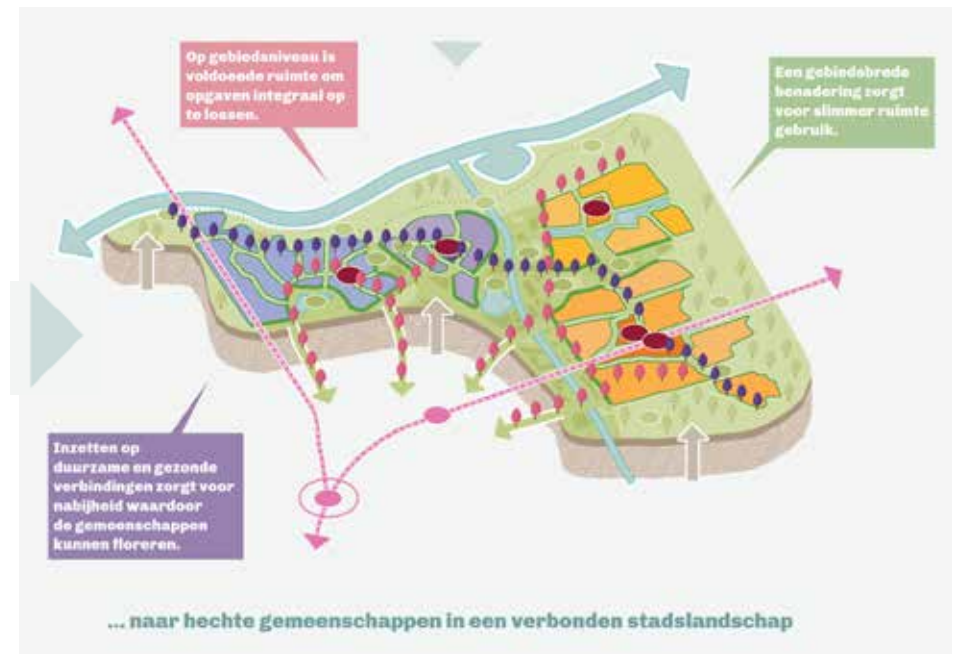 Op gebiedsniveau is
voldoende ruimte om
opgaven integraal op
te lossen.
Een gebiedsbrede
benadering zorgt
voor slimmer ruimte
gebruik.
Inzetten op
duurzame en gezonde
verbindingen zorgt voor
nabijheid waardoor
de gemeenschappen
kunnen floreren.
... naar hechte gemeenschappen in een verbonden stadslandschap